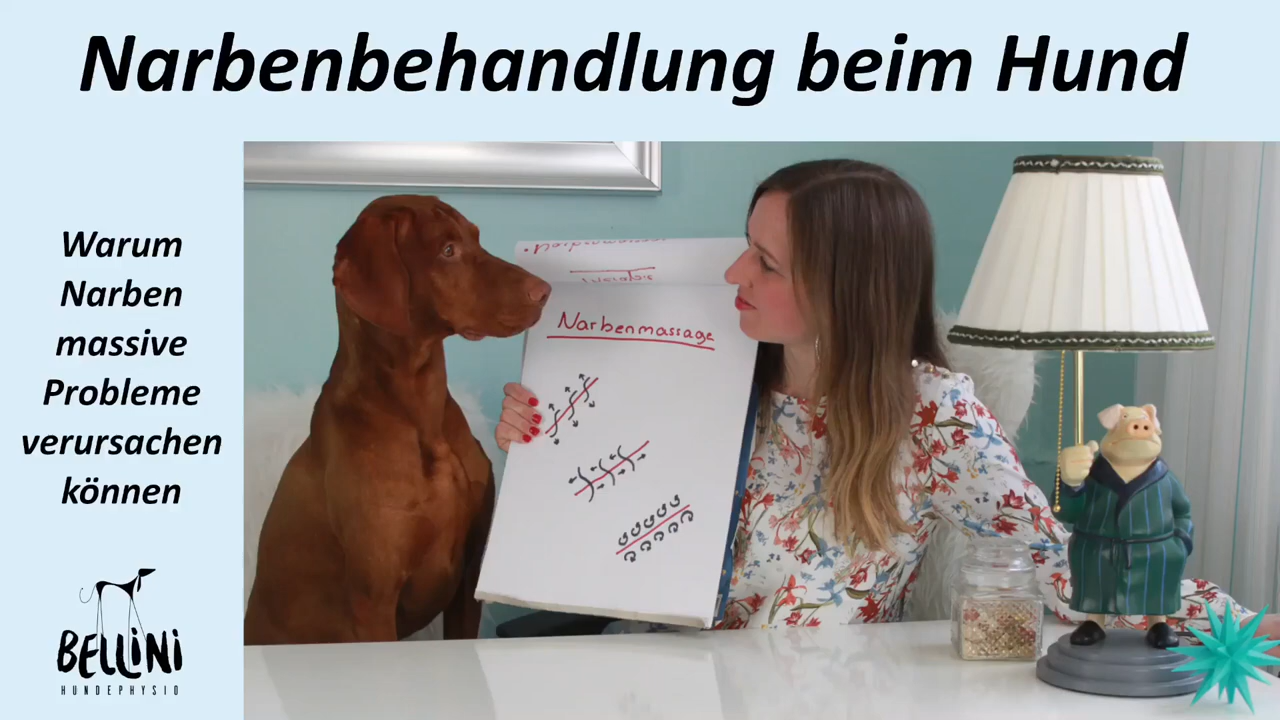 Narbenbehandlung beim Hund
Warum
Narben
massive
Probleme
verursachen
können
Narbenmassage
BELLINI
HUNDEPHYSIO